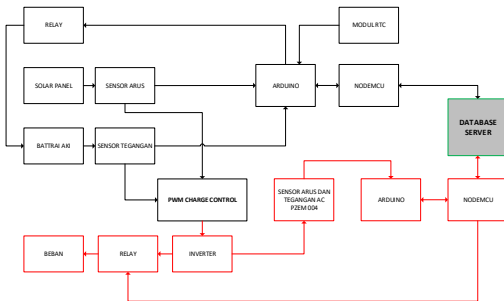 RELAY
MODUL RTC
SOLAR PANEL
SENSOR ARUS
ARDUINO
NODEMCU
DATABASE
SERVER
BATTRAI AKI
SENSOR TEGANGAN
PWM CHARGE CONTROL
SENSOR ARUS DAN
TEGANGAN AC
PZEM 004
ARDUINO
NODEMCU
BEBAN
RELAY
INVERTER